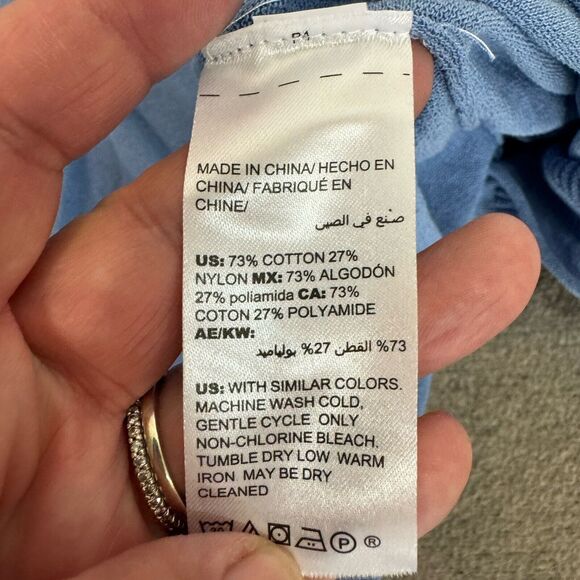 P1
MADE IN CHINA/ HECHO EN
CHINA/ FABRIQUÉ EN
CHINE/
صنع في الصين
US: 73% COTTON 27%
NYLON MX: 73% ALGODÓN
27% poliamida CA: 73%
COTON 27% POLYAMIDE
AE/KW:
73% القطن 27% بولياميد
US: WITH SIMILAR COLORS.
MACHINE WASH COLD,
GENTLE CYCLE ONLY
NON-CHLORINE BLEACH.
TUMBLE DRY LOW WARM
IRON MAY BE DRY
CLEANED
30 P ®